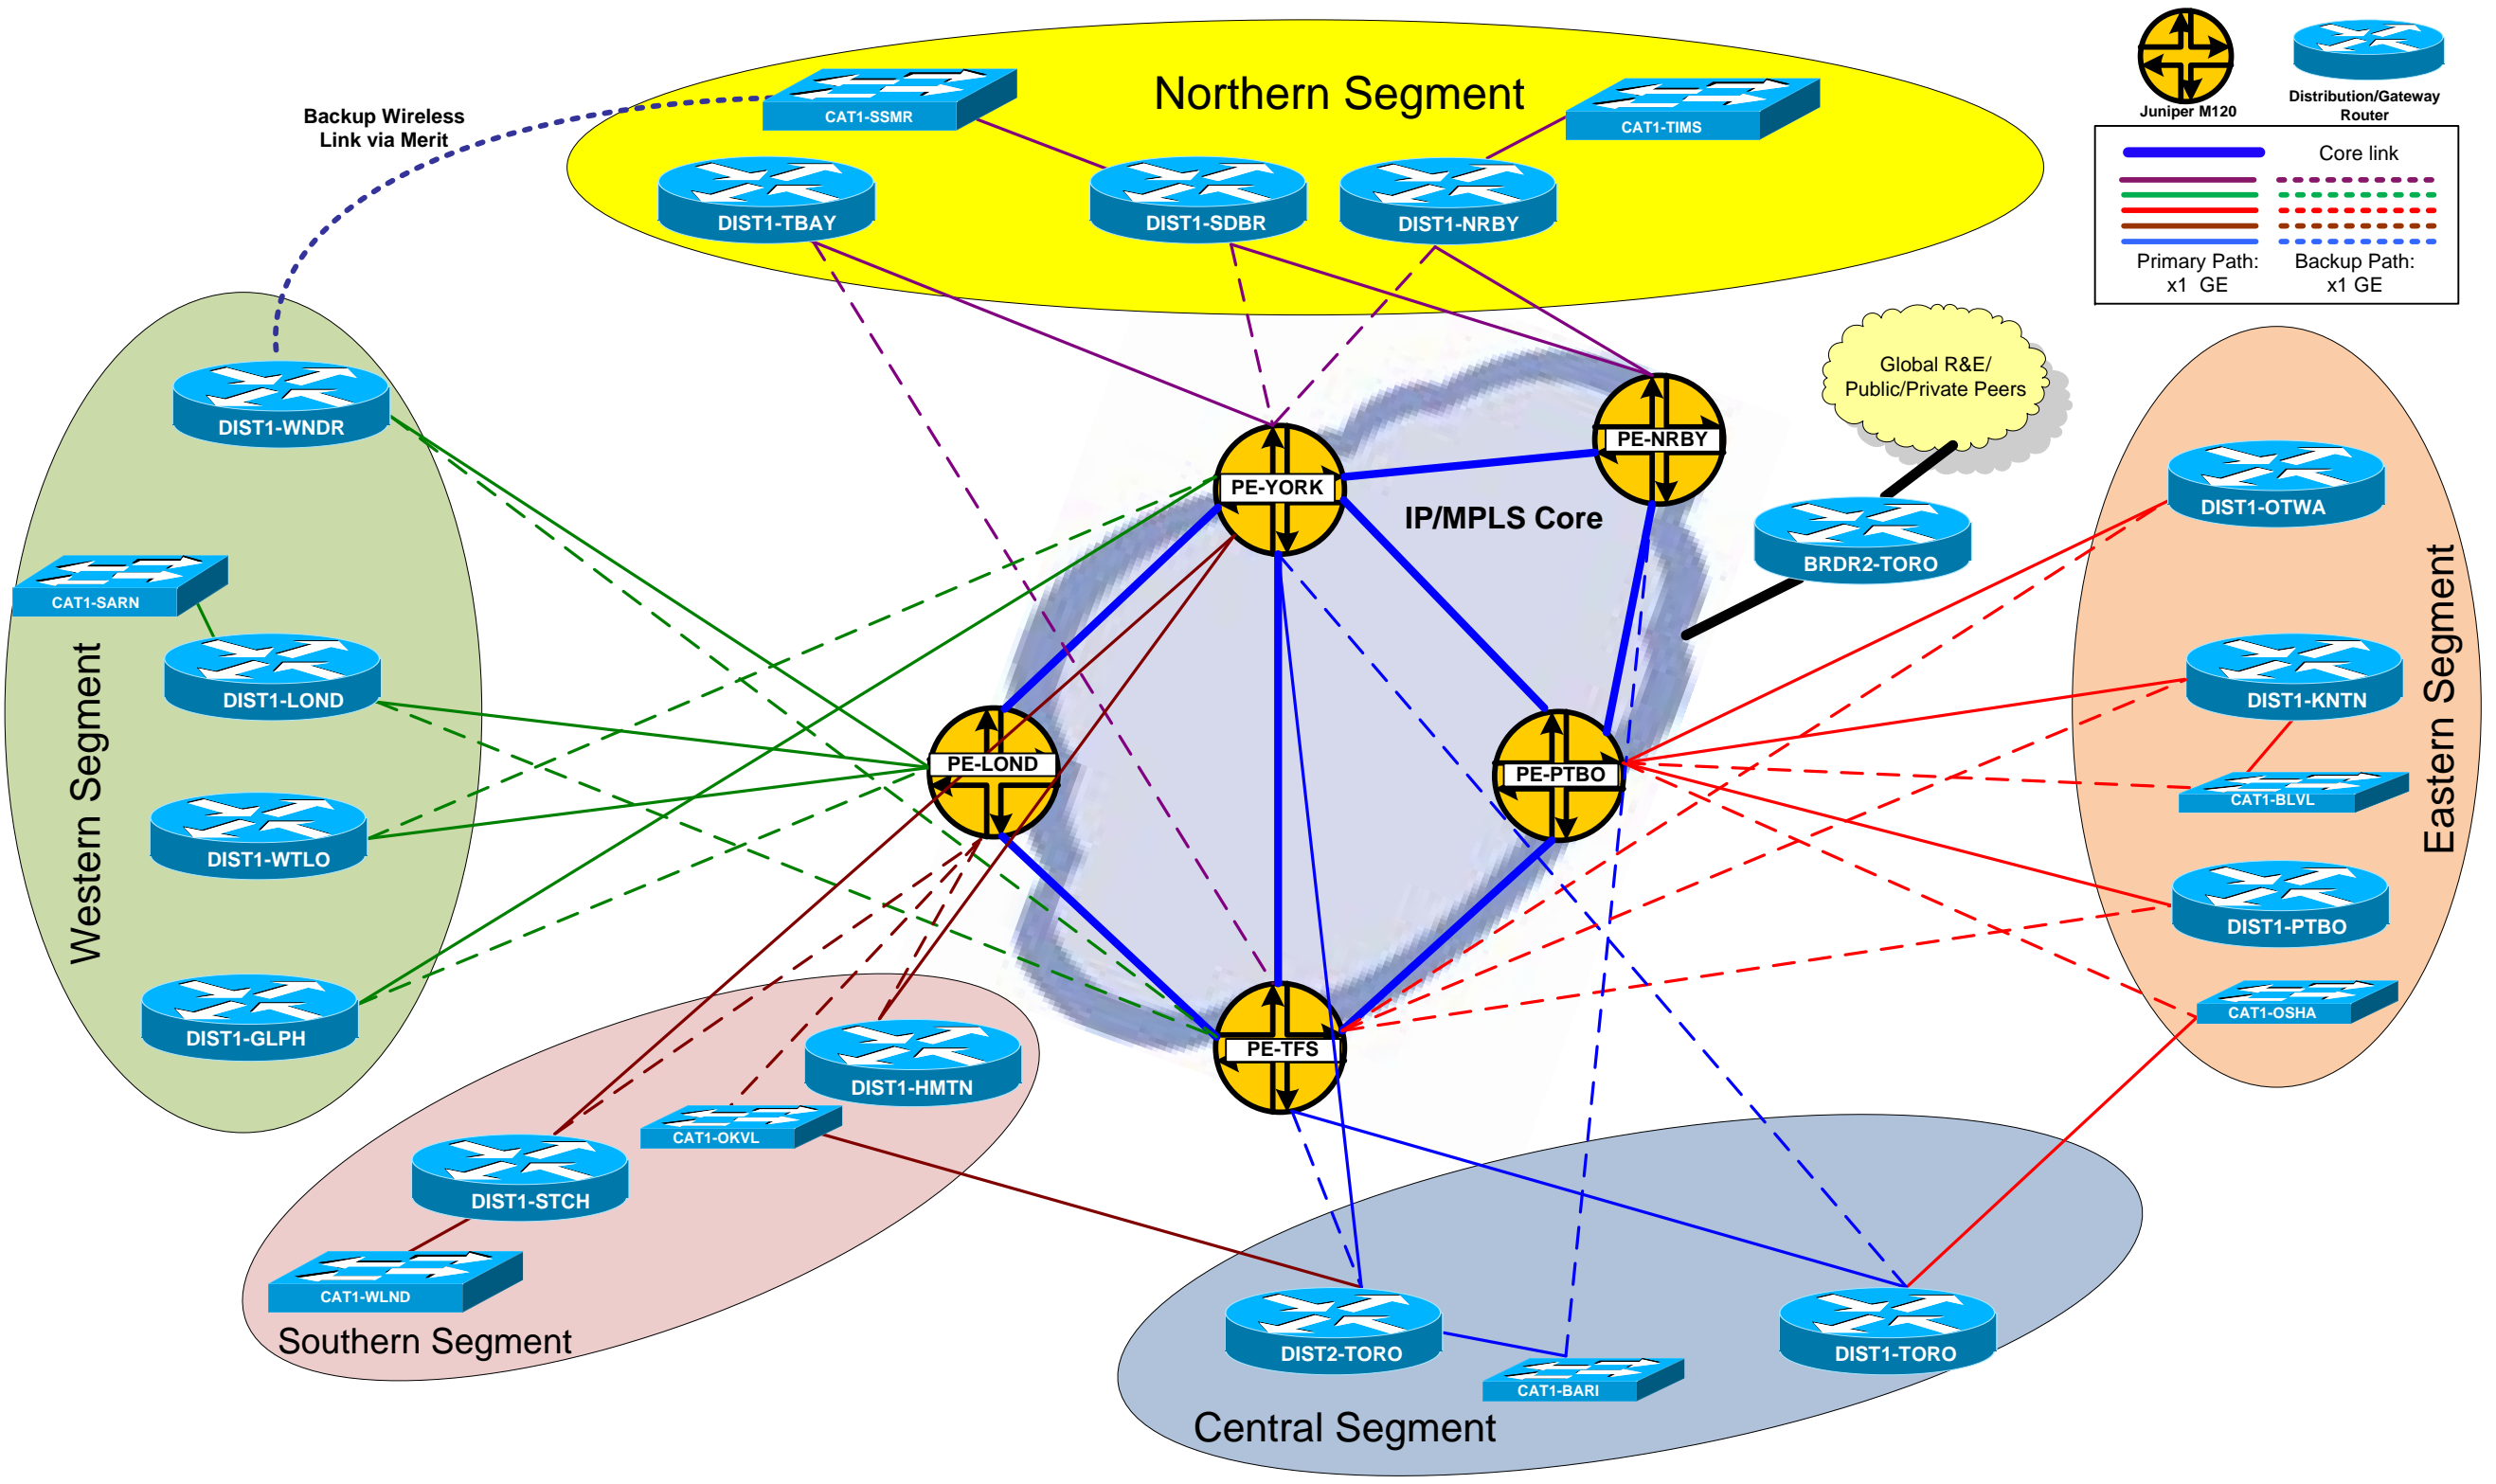 Northern Segment
Backup Wireless
Link via Merit
CAT1-SSMR
CAT1-TIMS
DIST1-TBAY
DIST1-SDBR
DIST1-NRBY
Juniper M120
Distribution/Gateway
Router
Core link
Primary Path:
x1 GE
Backup Path:
x1 GE
Global R&E/
Public/Private Peers
DIST1-WNDR
PE-NRBY
PE-YORK
IP/MPLS Core
BRDR2-TORO
DIST1-OTWA
CAT1-SARN
DIST1-LOND
Western Segment
DIST1-WTLO
DIST1-GLPH
PE-LOND
PE-PTBO
PE-TFS
DIST1-KNTN
Eastern Segment
CAT1-BLVL
DIST1-PTBO
CAT1-OSHA
DIST1-HMTN
CAT1-OKVL
DIST1-STCH
CAT1-WLND
Southern Segment
DIST2-TORO
CAT1-BARI
DIST1-TORO
Central Segment